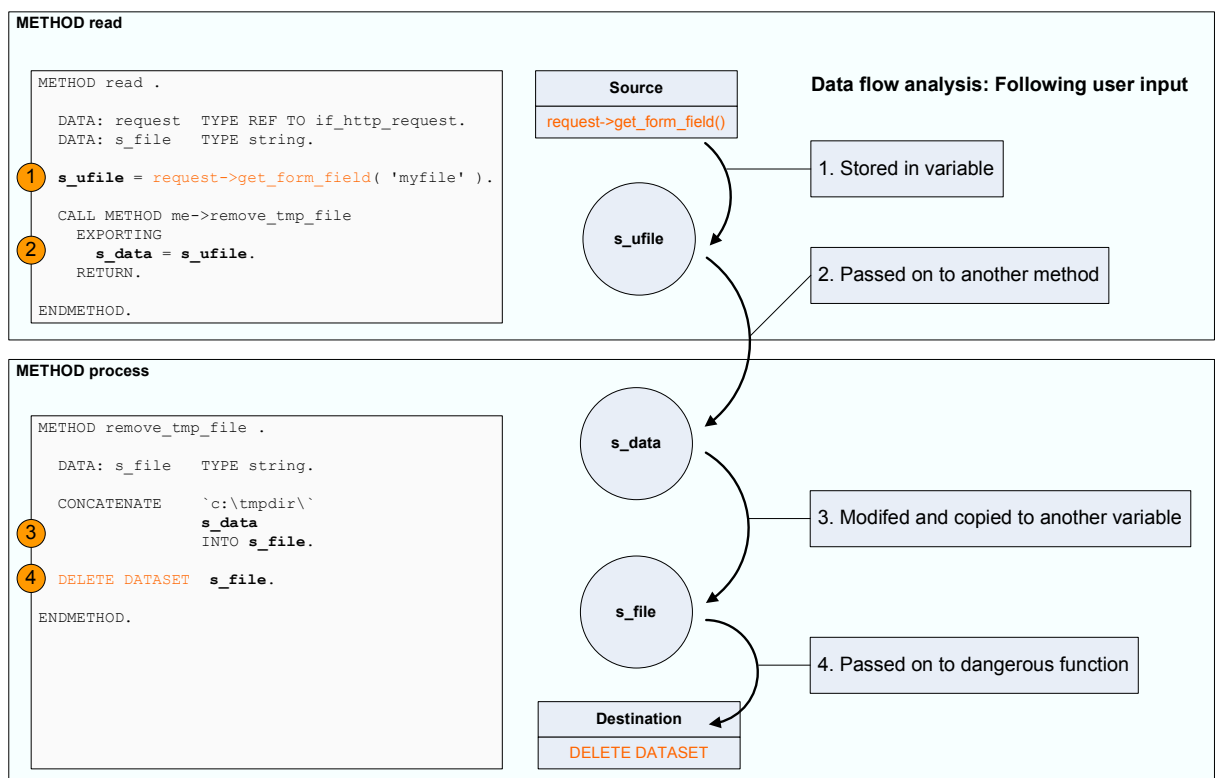 METHOD read
METHOD read .
DATA: request  TYPE REF TO if_http_request.
DATA: s_file   TYPE string.
1
s_ufile = request->get_form_field( 'myfile' ).
CALL METHOD me->remove_tmp_file
EXPORTING
2
s_data = s_ufile.
RETURN.
ENDMETHOD.
Source
request->get_form_field()
Data flow analysis: Following user input
1. Stored in variable
s_ufile
2. Passed on to another method
METHOD process
METHOD remove_tmp_file .
DATA: s_file   TYPE string.
CONCATENATE    `c:\tmpdir\`
s_data
3
INTO s_file.
4
DELETE DATASET  s_file.
ENDMETHOD.
s_data
3. Modifed and copied to another variable
s_file
4. Passed on to dangerous function
Destination
DELETE DATASET